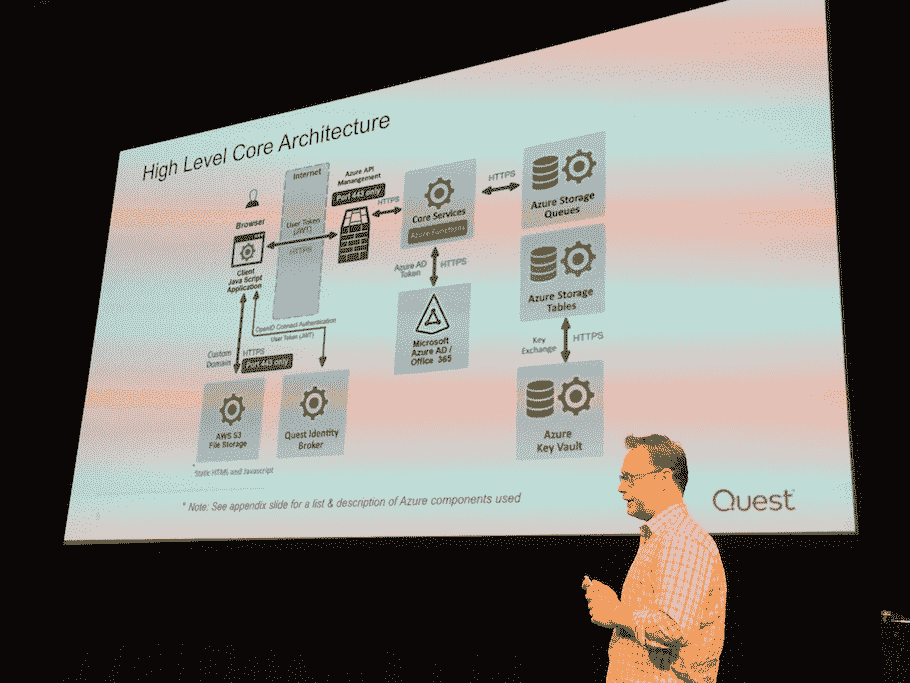 High Level Core Architecture
Internet
Azure API
Management
Port 443 only
HTTPS
Browser
User Token
(JWT)
HTTPS
Client
Java Script
Application
Core Services
Azure Functions
HTTPS
Azure Storage
Queues
Azure AD
Token
HTTPS
Azure Storage
Tables
Microsoft
Azure AD /
Office 365
OpenID Connect Authentication
User Token (JWT)
Custom
Domain
HTTPS
Port 443 only
Key
Exchange
HTTPS
AWS S3
File Storage
Quest Identity
Broker
Azure
Key Vault
*
Static HTML and Javascript
* Note: See appendix slide for a list & description of Azure components used
Quest